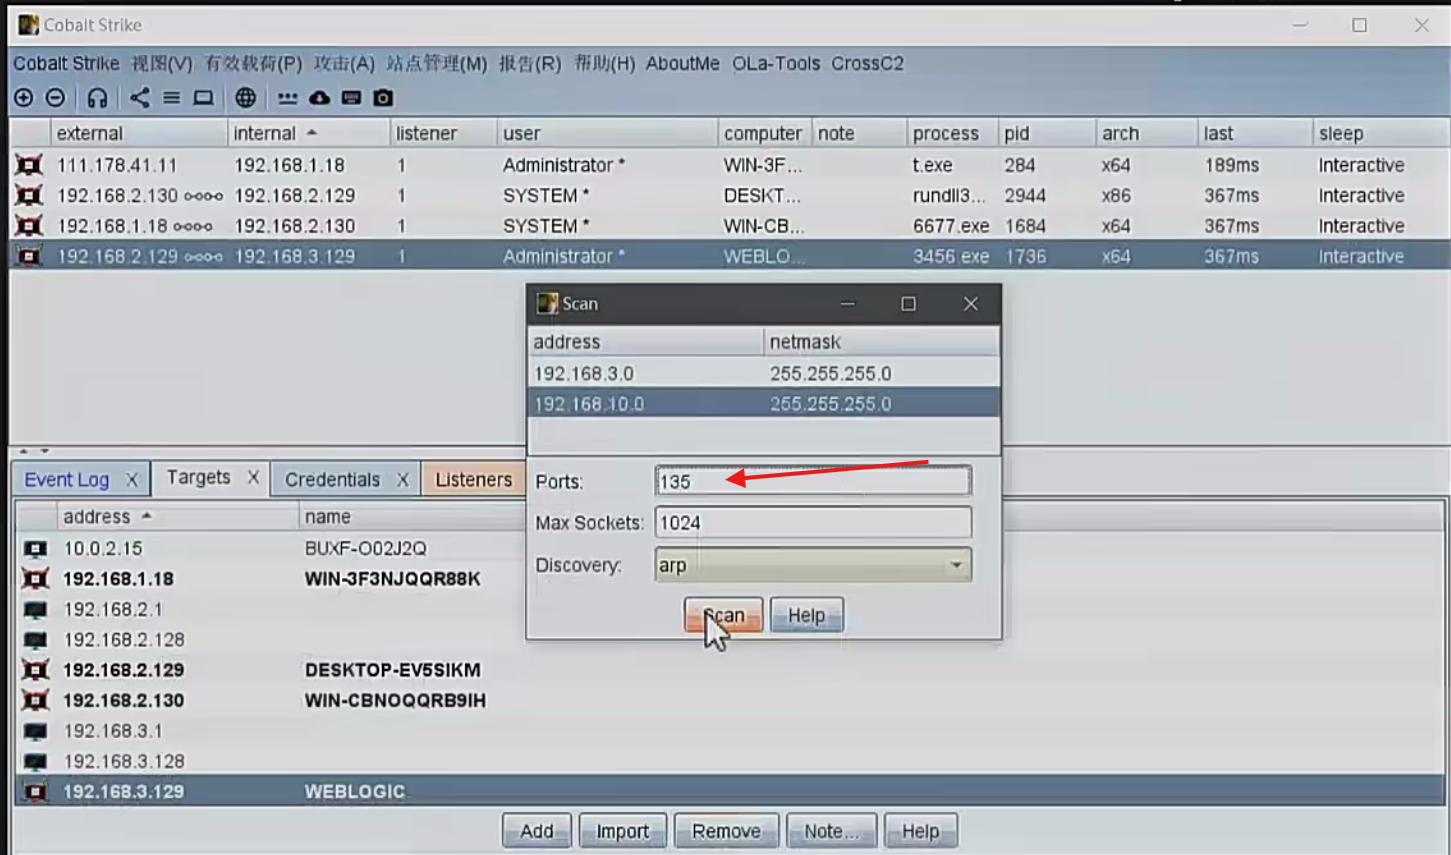 Cobalt Strike
Cobalt Strike 视图(V) 有效载荷(P) 攻击(A) 站点管理(M) 报告(R) 帮助(H) AboutMe OLa-Tools CrossC2
external internal listener user computer note process pid arch last sleep
111.178.41.11 192.168.1.18 1 Administrator * WIN-3F... t.exe 284 x64 189ms Interactive
192.168.2.130 192.168.2.129 1 SYSTEM * DESKT... rundll3... 2944 x86 367ms Interactive
192.168.1.18 192.168.2.130 1 SYSTEM * WIN-CB... 6677.exe 1684 x64 367ms Interactive
192.168.2.129 192.168.3.129 1 Administrator * WEBLO... 3456.exe 1736 x64 367ms Interactive
Scan
address netmask
192.168.3.0 255.255.255.0
192.168.10.0 255.255.255.0
Ports: 135
Max Sockets: 1024
Discovery: arp
Scan Help
Event Log X Targets X Credentials X Listeners
address name
10.0.2.15 BUXF-O02J2Q
192.168.1.18 WIN-3F3NJQQR88K
192.168.2.1
192.168.2.128
192.168.2.129 DESKTOP-EV5SIKM
192.168.2.130 WIN-CBNOQQRB9IH
192.168.3.1
192.168.3.128
192.168.3.129 WEBLOGIC
Add Import Remove Note... Help